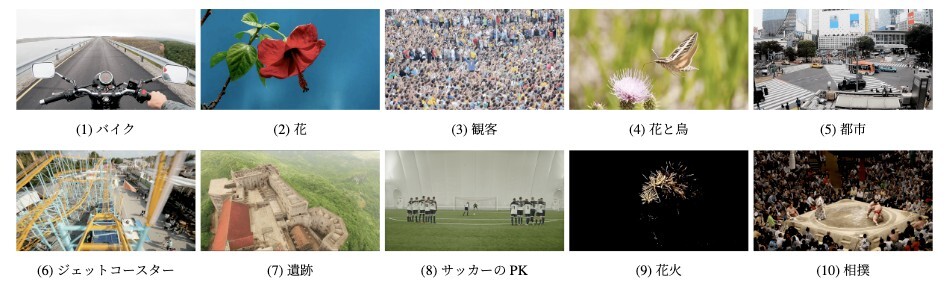 (1) バイク
(2) 花
(3) 観客
(4) 花と鳥
(5) 都市
(6) ジェットコースター
(7) 遺跡
(8) サッカーの PK
(9) 花火
(10) 相撲